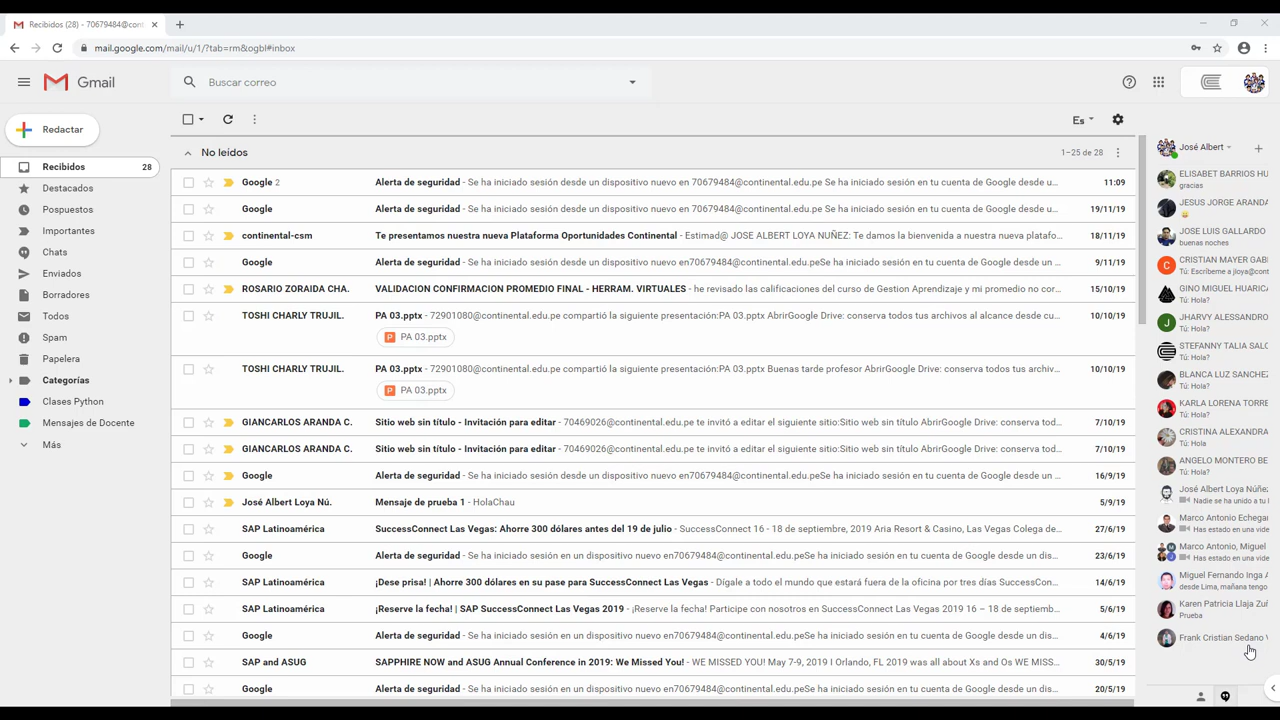 Recibidos (28) - 70679484@con
mail.google.com/mail/u/1/?tab=rm&ogbl#inbox
Gmail
Buscar correo
Redactar
Es
Recibidos 28
Destacados
Pospuestos
Importantes
Chats
Enviados
Borradores
Todos
Spam
Papelera
Categorías
Clases Python
Mensajes de Docente
Más
No leídos 1–25 de 28
Google 2 Alerta de seguridad - Se ha iniciado sesión desde un dispositivo nuevo en 70679484@continental.edu.pe Se ha iniciado sesión en tu cuenta de Google desde u... 11:09
Google Alerta de seguridad - Se ha iniciado sesión desde un dispositivo nuevo en 70679484@continental.edu.pe Se ha iniciado sesión en tu cuenta de Google desde u... 19/11/19
continental-csm Te presentamos nuestra nueva Plataforma Oportunidades Continental - Estimad@ JOSE ALBERT LOYA NUÑEZ: Te damos la bienvenida a nuestra platafo... 18/11/19
Google Alerta de seguridad - Se ha iniciado sesión desde un dispositivo nuevo en70679484@continental.edu.peSe ha iniciado sesión en tu cuenta de Google desde un... 9/11/19
ROSARIO ZORAIDA CHA. VALIDACION CONFIRMACION PROMEDIO FINAL - HERRAM. VIRTUALES - he revisado las calificaciones del curso de Gestion Aprendizaje y mi promedio no cor... 15/10/19
TOSHI CHARLY TRUJIL. PA 03.pptx - 72901080@continental.edu.pe compartió la siguiente presentación:PA 03.pptx AbrirGoogle Drive: conserva todos tus archivos al alcance desde cu... 10/10/19
PA 03.pptx
TOSHI CHARLY TRUJIL. PA 03.pptx - 72901080@continental.edu.pe compartió la siguiente presentación:PA 03.pptx Buenas tarde profesor AbrirGoogle Drive: conserva todos tus archiv... 10/10/19
PA 03.pptx
GIANCARLOS ARANDA C. Sitio web sin título - Invitación para editar - 70469026@continental.edu.pe te invitó a editar el siguiente sitio:Sitio web sin título AbrirGoogle Drive: conserva tod... 7/10/19
GIANCARLOS ARANDA C. Sitio web sin título - Invitación para editar - 70469026@continental.edu.pe te invitó a editar el siguiente sitio:Sitio web sin título AbrirGoogle Drive: conserva tod... 7/10/19
Google Alerta de seguridad - Se ha iniciado sesión desde un dispositivo nuevo en 70679484@continental.edu.peSe ha iniciado sesión en tu cuenta de Google desde un... 16/9/19
José Albert Loya Nú. Mensaje de prueba 1 - HolaChau 5/9/19
SAP Latinoamérica SuccessConnect Las Vegas: Ahorre 300 dólares antes del 19 de julio - SuccessConnect 16 - 18 de septiembre, 2019 Aria Resort & Casino, Las Vegas Colega de... 27/6/19
Google Alerta de seguridad - Se ha iniciado sesión en un dispositivo nuevo en70679484@continental.edu.peSe ha iniciado sesión en tu cuenta de Google desde un dis... 23/6/19
SAP Latinoamérica ¡Dese prisa! | Ahorre 300 dólares en su pase para SuccessConnect Las Vegas - Dígale a todo el mundo que estará fuera de la oficina por tres días SuccessCon... 14/6/19
SAP Latinoamérica ¡Reserve la fecha! | SAP SuccessConnect Las Vegas 2019 - ¡Reserve la fecha! Participe con nosotros en SuccessConnect Las Vegas 2019 16 – 18 de septiemb... 5/6/19
Google Alerta de seguridad - Se ha iniciado sesión en un dispositivo nuevo en70679484@continental.edu.peSe ha iniciado sesión en tu cuenta de Google desde un dis... 4/6/19
SAP and ASUG SAPPHIRE NOW and ASUG Annual Conference in 2019: We Missed You! - WE MISSED YOU! May 7-9, 2019 I Orlando, FL 2019 was all about Xs and Os WE MISS... 30/5/19
Google Alerta de seguridad - Se ha iniciado sesión en un dispositivo nuevo en70679484@continental.edu.peSe ha iniciado sesión en tu cuenta de Google desde un dis... 20/5/19
José Albert
ELISABET BARRIOS HU
gracias
JESUS JORGE ARANDA
JOSE LUIS GALLARDO
buenas noches
CRISTIAN MAYER GAB
Tú: Escríbeme a jloya@cont
GINO MIGUEL HUARICA
Tú: Hola?
JHARVY ALESSANDRO
Tú: Hola?
STEFANNY TALIA SALC
Tú: Hola?
BLANCA LUZ SANCHEZ
Tú: Hola?
KARLA LORENA TORRE
Tú: Hola?
CRISTINA ALEXANDRA
Tú: Hola
ANGELO MONTERO BE
Tú: Hola?
José Albert Loya Núñez
Nadie se ha unido a tu l
Marco Antonio Echegar
Has estado en una vide
Marco Antonio, Miguel
Has estado en una vide
Miguel Fernando Inga A
desde Lima, mañana tengo
Karen Patricia Llaja Zuñ
Prueba
Frank Cristian Sedano V